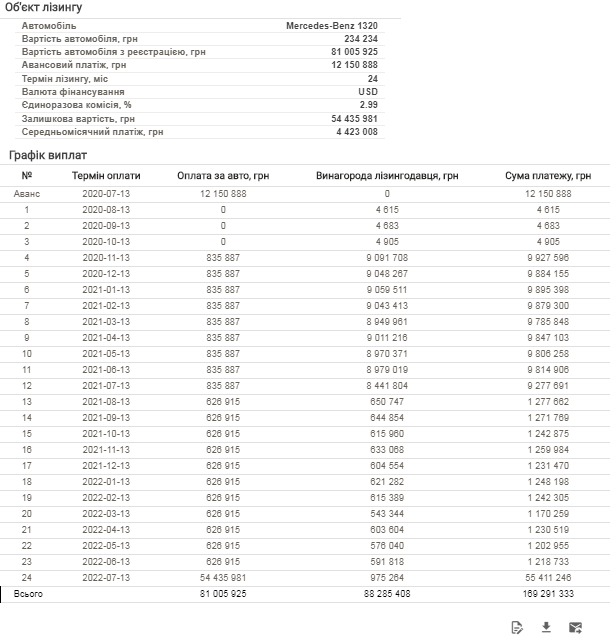 Об'єкт лізингу
Автомобіль Mercedes-Benz 1320
Вартість автомобіля, грн 234 234
Вартість автомобіля з реєстрацією, грн 81 005 925
Авансовий платіж, грн 12 150 888
Термін лізингу, міс 24
Валюта фінансування USD
Єдиноразова комісія, % 2.99
Залишкова вартість, грн 54 435 981
Середньомісячний платіж, грн 4 423 008
Графік виплат
№ Термін оплати Оплата за авто, грн Винагорода лізингодавця, грн Сума платежу, грн
Аванс 2020-07-13 12 150 888 0 12 150 888
1 2020-08-13 0 4 615 4 615
2 2020-09-13 0 4 683 4 683
3 2020-10-13 0 4 905 4 905
4 2020-11-13 835 887 9 091 708 9 927 596
5 2020-12-13 835 887 9 048 267 9 884 155
6 2021-01-13 835 887 9 059 511 9 895 398
7 2021-02-13 835 887 9 043 413 9 879 300
8 2021-03-13 835 887 8 949 961 9 785 848
9 2021-04-13 835 887 9 011 216 9 847 103
10 2021-05-13 835 887 8 970 371 9 806 258
11 2021-06-13 835 887 8 979 019 9 814 906
12 2021-07-13 835 887 8 441 804 9 277 691
13 2021-08-13 626 915 650 747 1 277 662
14 2021-09-13 626 915 644 854 1 271 769
15 2021-10-13 626 915 615 960 1 242 875
16 2021-11-13 626 915 633 068 1 259 984
17 2021-12-13 626 915 604 554 1 231 470
18 2022-01-13 626 915 621 282 1 248 198
19 2022-02-13 626 915 615 389 1 242 305
20 2022-03-13 626 915 543 344 1 170 259
21 2022-04-13 626 915 603 604 1 230 519
22 2022-05-13 626 915 576 040 1 202 955
23 2022-06-13 626 915 591 818 1 218 733
24 2022-07-13 54 435 981 975 264 55 411 246
Всього 81 005 925 88 285 408 169 291 333